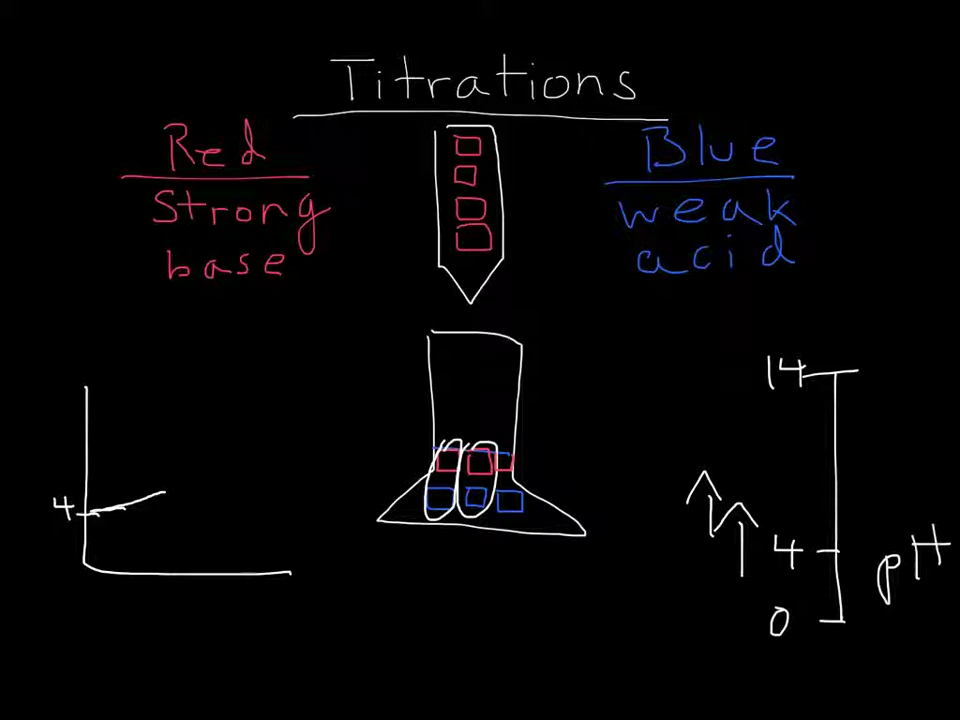 Titrations
Red
Strong
base
Blue
weak
acid
4
14
4
0
pH